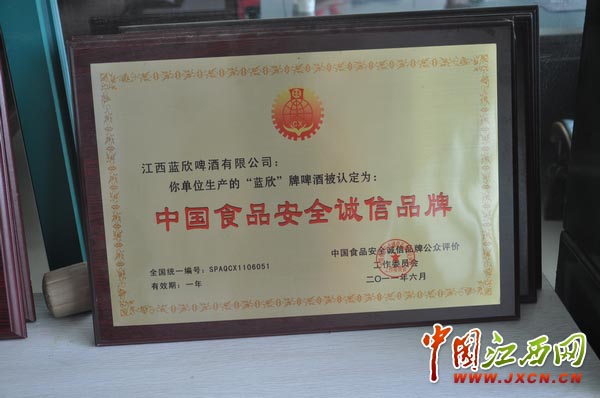 江西蓝欣啤酒有限公司：
你单位生产的“蓝欣”牌啤酒被认定为：
中国食品安全诚信品牌
中国食品安全诚信品牌公众评价
工作委员会
全国统一编号：SPAQCX1106051
有效期：一年
二〇一一年六月
中国江西网
WWW.JXCN.CN